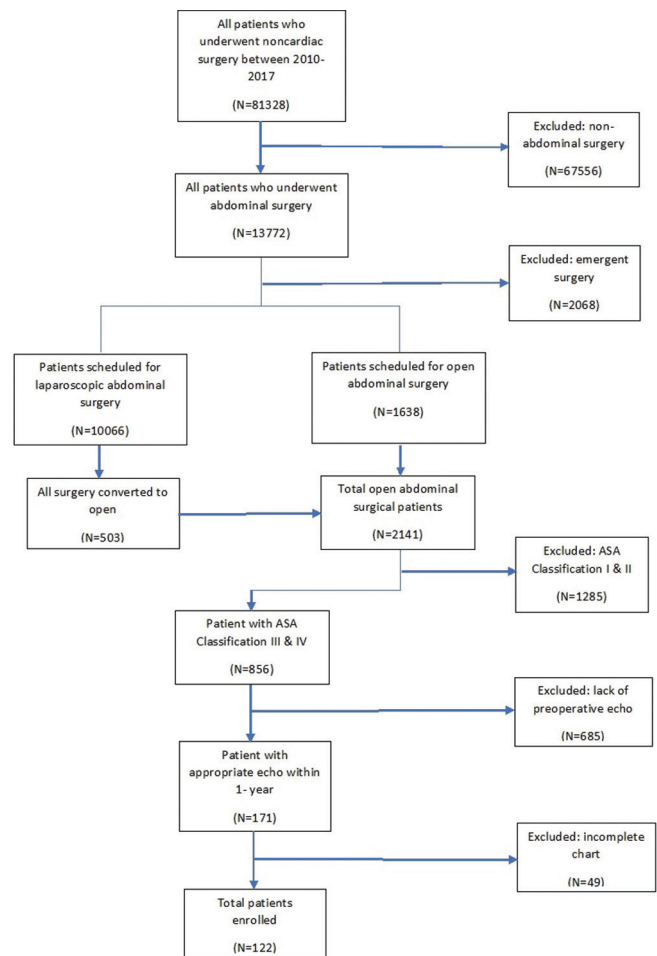 All patients who
underwent noncardiac
surgery between 2010-
2017
(N=81328)
Excluded: non-
abdominal surgery
(N=67556)
All patients who underwent
abdominal surgery
(N=13772)
Excluded: emergent
surgery
(N=2068)
Patients scheduled for
laparoscopic abdominal
surgery
(N=10066)
Patients scheduled for open
abdominal surgery
(N=1638)
All surgery converted to
open
(N=503)
Total open abdominal
surgical patients
(N=2141)
Excluded: ASA
Classification I & II
(N=1285)
Patient with ASA
Classification III & IV
(N=856)
Excluded: lack of
preoperative echo
(N=685)
Patient with
appropriate echo within
1- year
(N=171)
Excluded: incomplete
chart
(N=49)
Total patients
enrolled
(N=122)